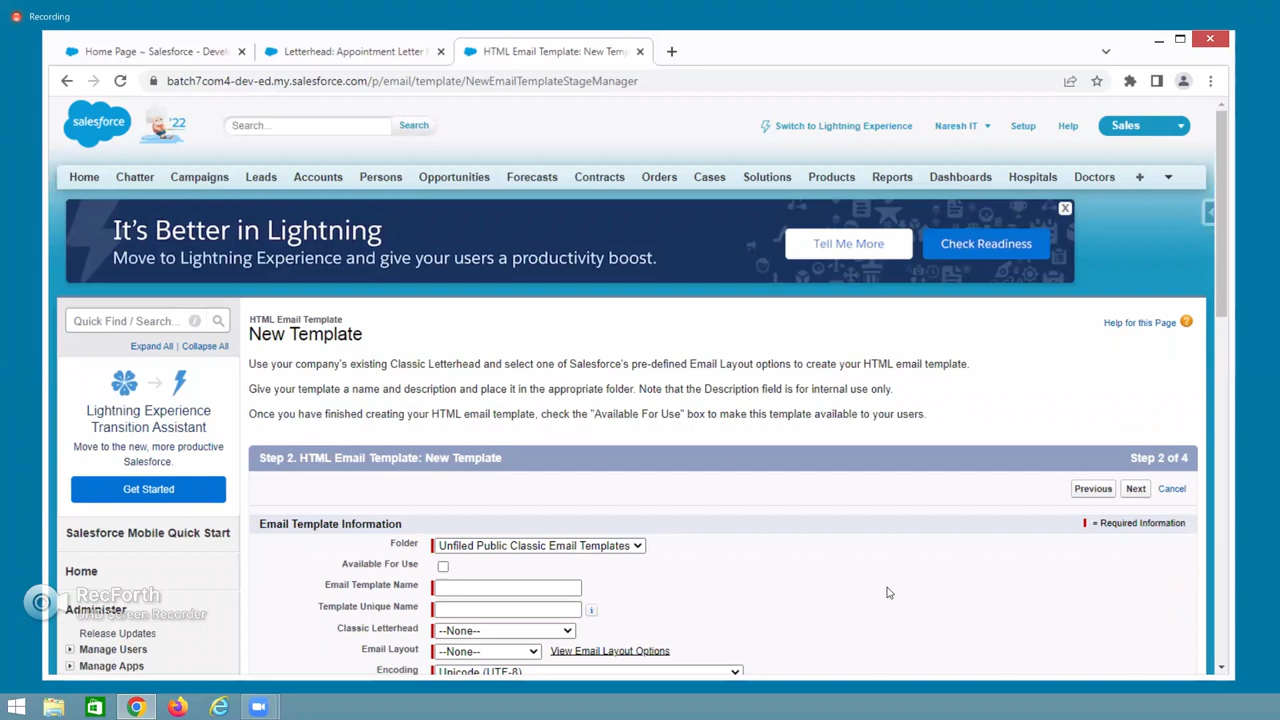 Recording
Home Page ~ Salesforce - Devel
Letterhead: Appointment Letter
HTML Email Template: New Temp
batch7com4-dev-ed.my.salesforce.com/p/email/template/NewEmailTemplateStageManager
salesforce
'22
Search...
Search
Switch to Lightning Experience
Naresh IT
Setup
Help
Sales
Home Chatter Campaigns Leads Accounts Persons Opportunities Forecasts Contracts Orders Cases Solutions Products Reports Dashboards Hospitals Doctors +
It's Better in Lightning
Move to Lightning Experience and give your users a productivity boost.
Tell Me More
Check Readiness
X
Quick Find / Search...
Expand All | Collapse All
Lightning Experience
Transition Assistant
Move to the new, more productive
Salesforce.
Get Started
Salesforce Mobile Quick Start
Home
Administer
Release Updates
Manage Users
Manage Apps
RecForth
HTML Email Template
New Template
Help for this Page
Use your company's existing Classic Letterhead and select one of Salesforce's pre-defined Email Layout options to create your HTML email template.
Give your template a name and description and place it in the appropriate folder. Note that the Description field is for internal use only.
Once you have finished creating your HTML email template, check the "Available For Use" box to make this template available to your users.
Step 2. HTML Email Template: New Template
Step 2 of 4
Previous Next Cancel
Email Template Information
= Required Information
Folder Unfiled Public Classic Email Templates
Available For Use
Email Template Name
Template Unique Name
Classic Letterhead --None--
Email Layout --None-- View Email Layout Options
Encoding Unicode (UTF-8)